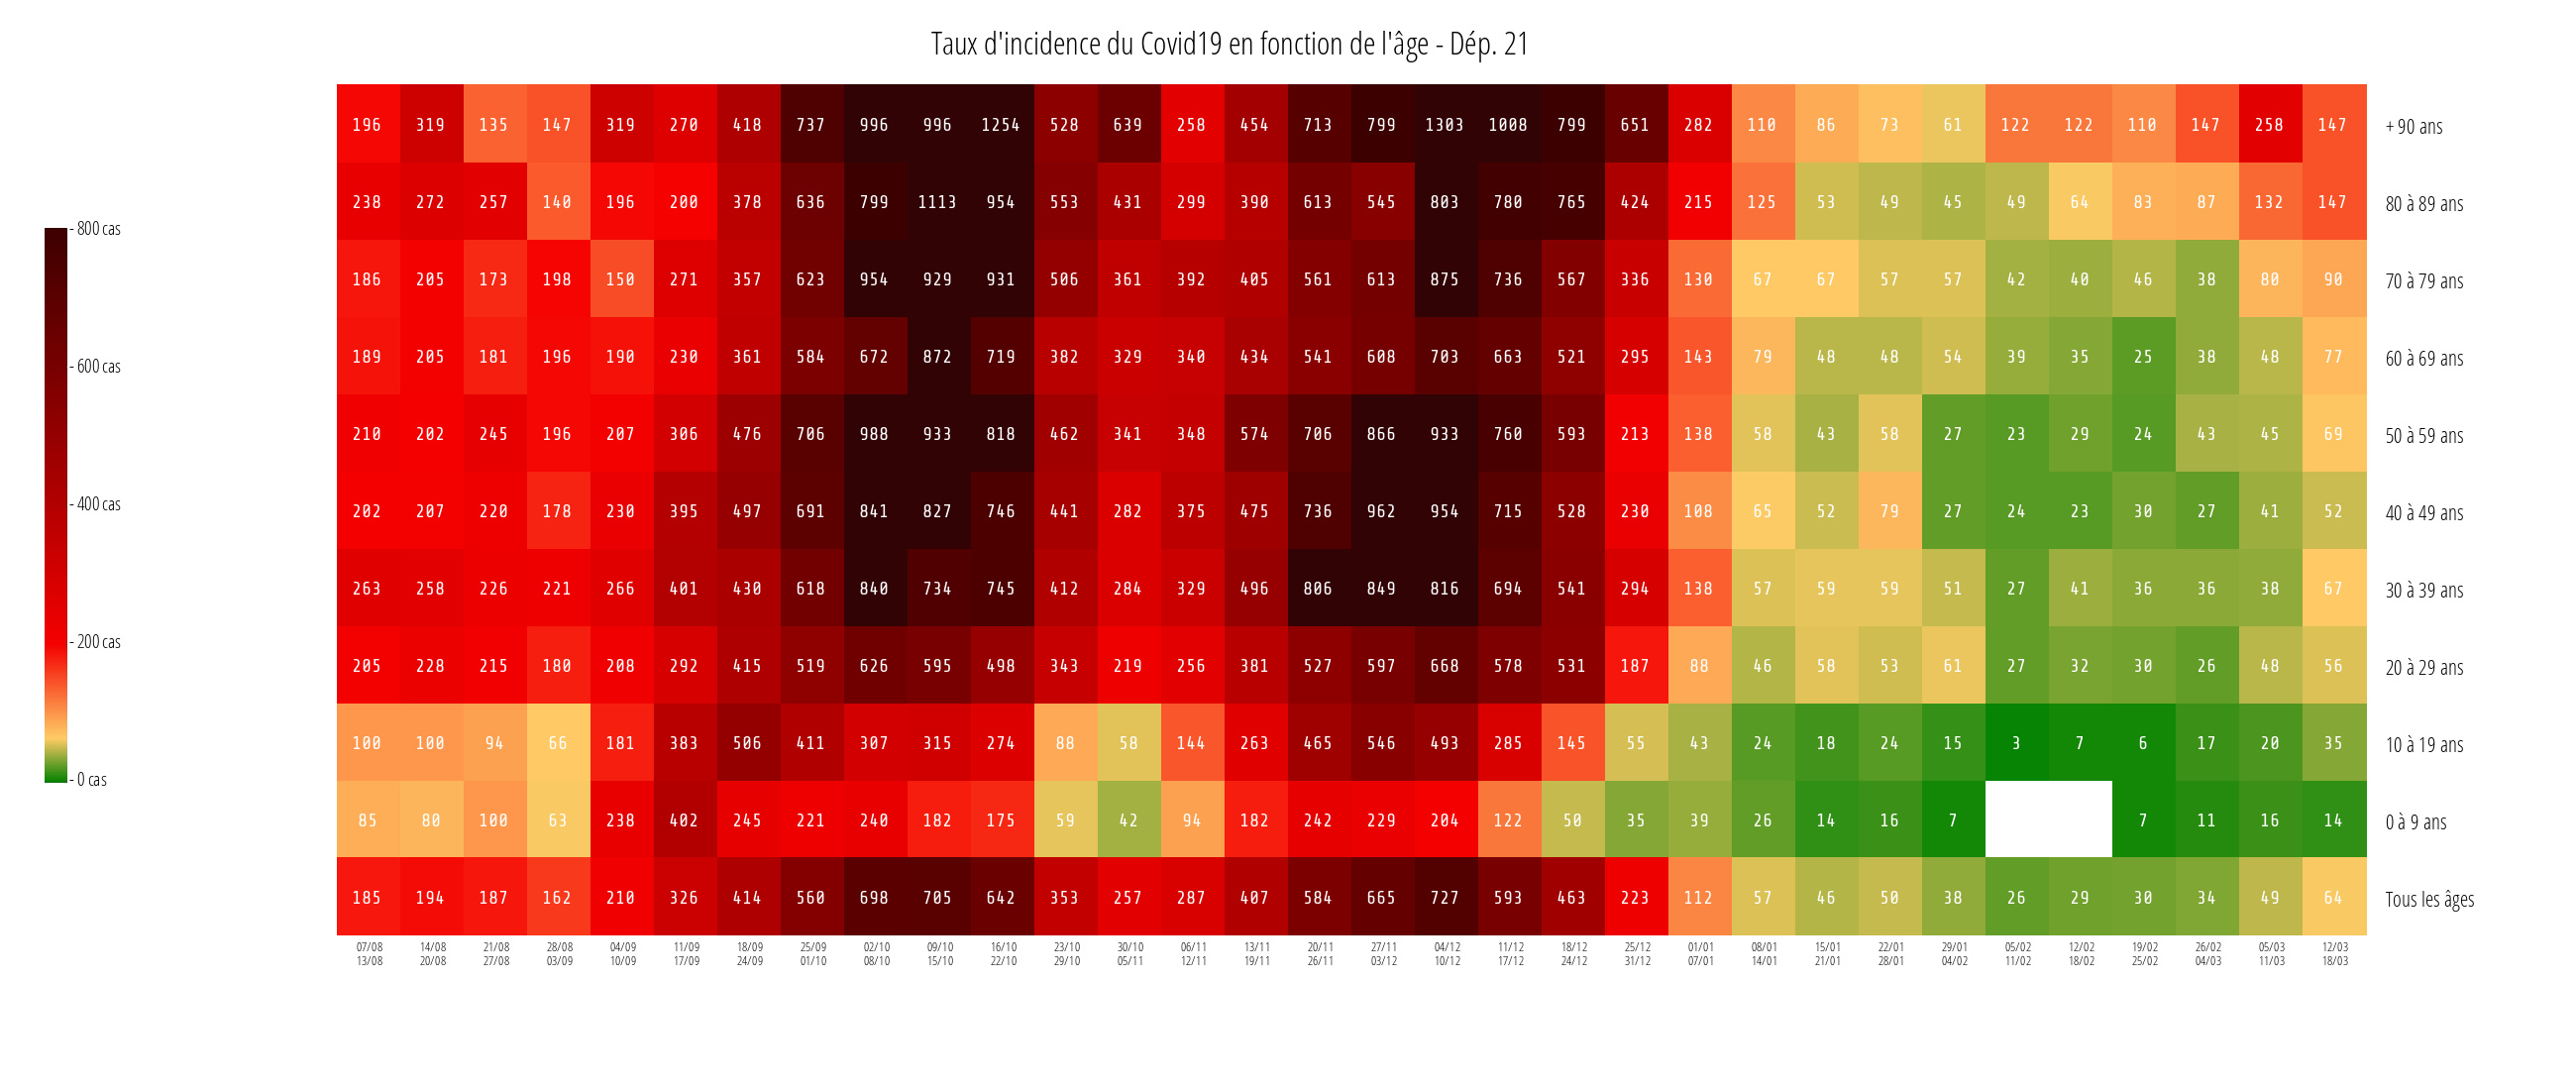 Taux d'incidence du Covid19 en fonction de l'âge - Dép. 21
- 800 cas
- 600 cas
- 400 cas
- 200 cas
- 0 cas
196 319 135 147 319 270 418 737 996 996 1254 528 639 258 454 713 799 1303 1008 799 651 282 110 86 73 61 122 122 110 147 258 147 + 90 ans
238 272 257 140 196 200 378 636 799 1113 954 553 431 299 390 613 545 803 780 765 424 215 125 53 49 45 49 64 83 87 132 147 80 à 89 ans
186 205 173 198 150 271 357 623 954 929 931 506 361 392 405 561 613 875 736 567 336 130 67 67 57 57 42 40 46 38 80 90 70 à 79 ans
189 205 181 196 190 230 361 584 672 872 719 382 329 340 434 541 608 703 663 521 295 143 79 48 48 54 39 35 25 38 48 77 60 à 69 ans
210 202 245 196 207 306 476 706 988 933 818 462 341 348 574 706 866 933 760 593 213 138 58 43 58 27 23 29 24 43 45 69 50 à 59 ans
202 207 220 178 230 395 497 691 841 827 746 441 282 375 475 736 962 954 715 528 230 108 65 52 79 27 24 23 30 27 41 52 40 à 49 ans
263 258 226 221 266 401 430 618 840 734 745 412 284 329 496 806 849 816 694 541 294 138 57 59 59 51 27 41 36 36 38 67 30 à 39 ans
205 228 215 180 208 292 415 519 626 595 498 343 219 256 381 527 597 668 578 531 187 88 46 58 53 61 27 32 30 26 48 56 20 à 29 ans
100 100 94 66 181 383 506 411 307 315 274 88 58 144 263 465 546 493 285 145 55 43 24 18 24 15 3 7 6 17 20 35 10 à 19 ans
85 80 100 63 238 402 245 221 240 182 175 59 42 94 182 242 229 204 122 50 35 39 26 14 16 7 7 11 16 14 0 à 9 ans
185 194 187 162 210 326 414 560 698 705 642 353 257 287 407 584 665 727 593 463 223 112 57 46 50 38 26 29 30 34 49 64 Tous les âges
07/08 14/08 21/08 28/08 04/09 11/09 18/09 25/09 02/10 09/10 16/10 23/10 30/10 06/11 13/11 20/11 27/11 04/12 11/12 18/12 25/12 01/01 08/01 15/01 22/01 29/01 05/02 12/02 19/02 26/02 05/03 12/03
13/08 20/08 27/08 03/09 10/09 17/09 24/09 01/10 08/10 15/10 22/10 29/10 05/11 12/11 19/11 26/11 03/12 10/12 17/12 24/12 31/12 07/01 14/01 21/01 28/01 04/02 11/02 18/02 25/02 04/03 11/03 18/03